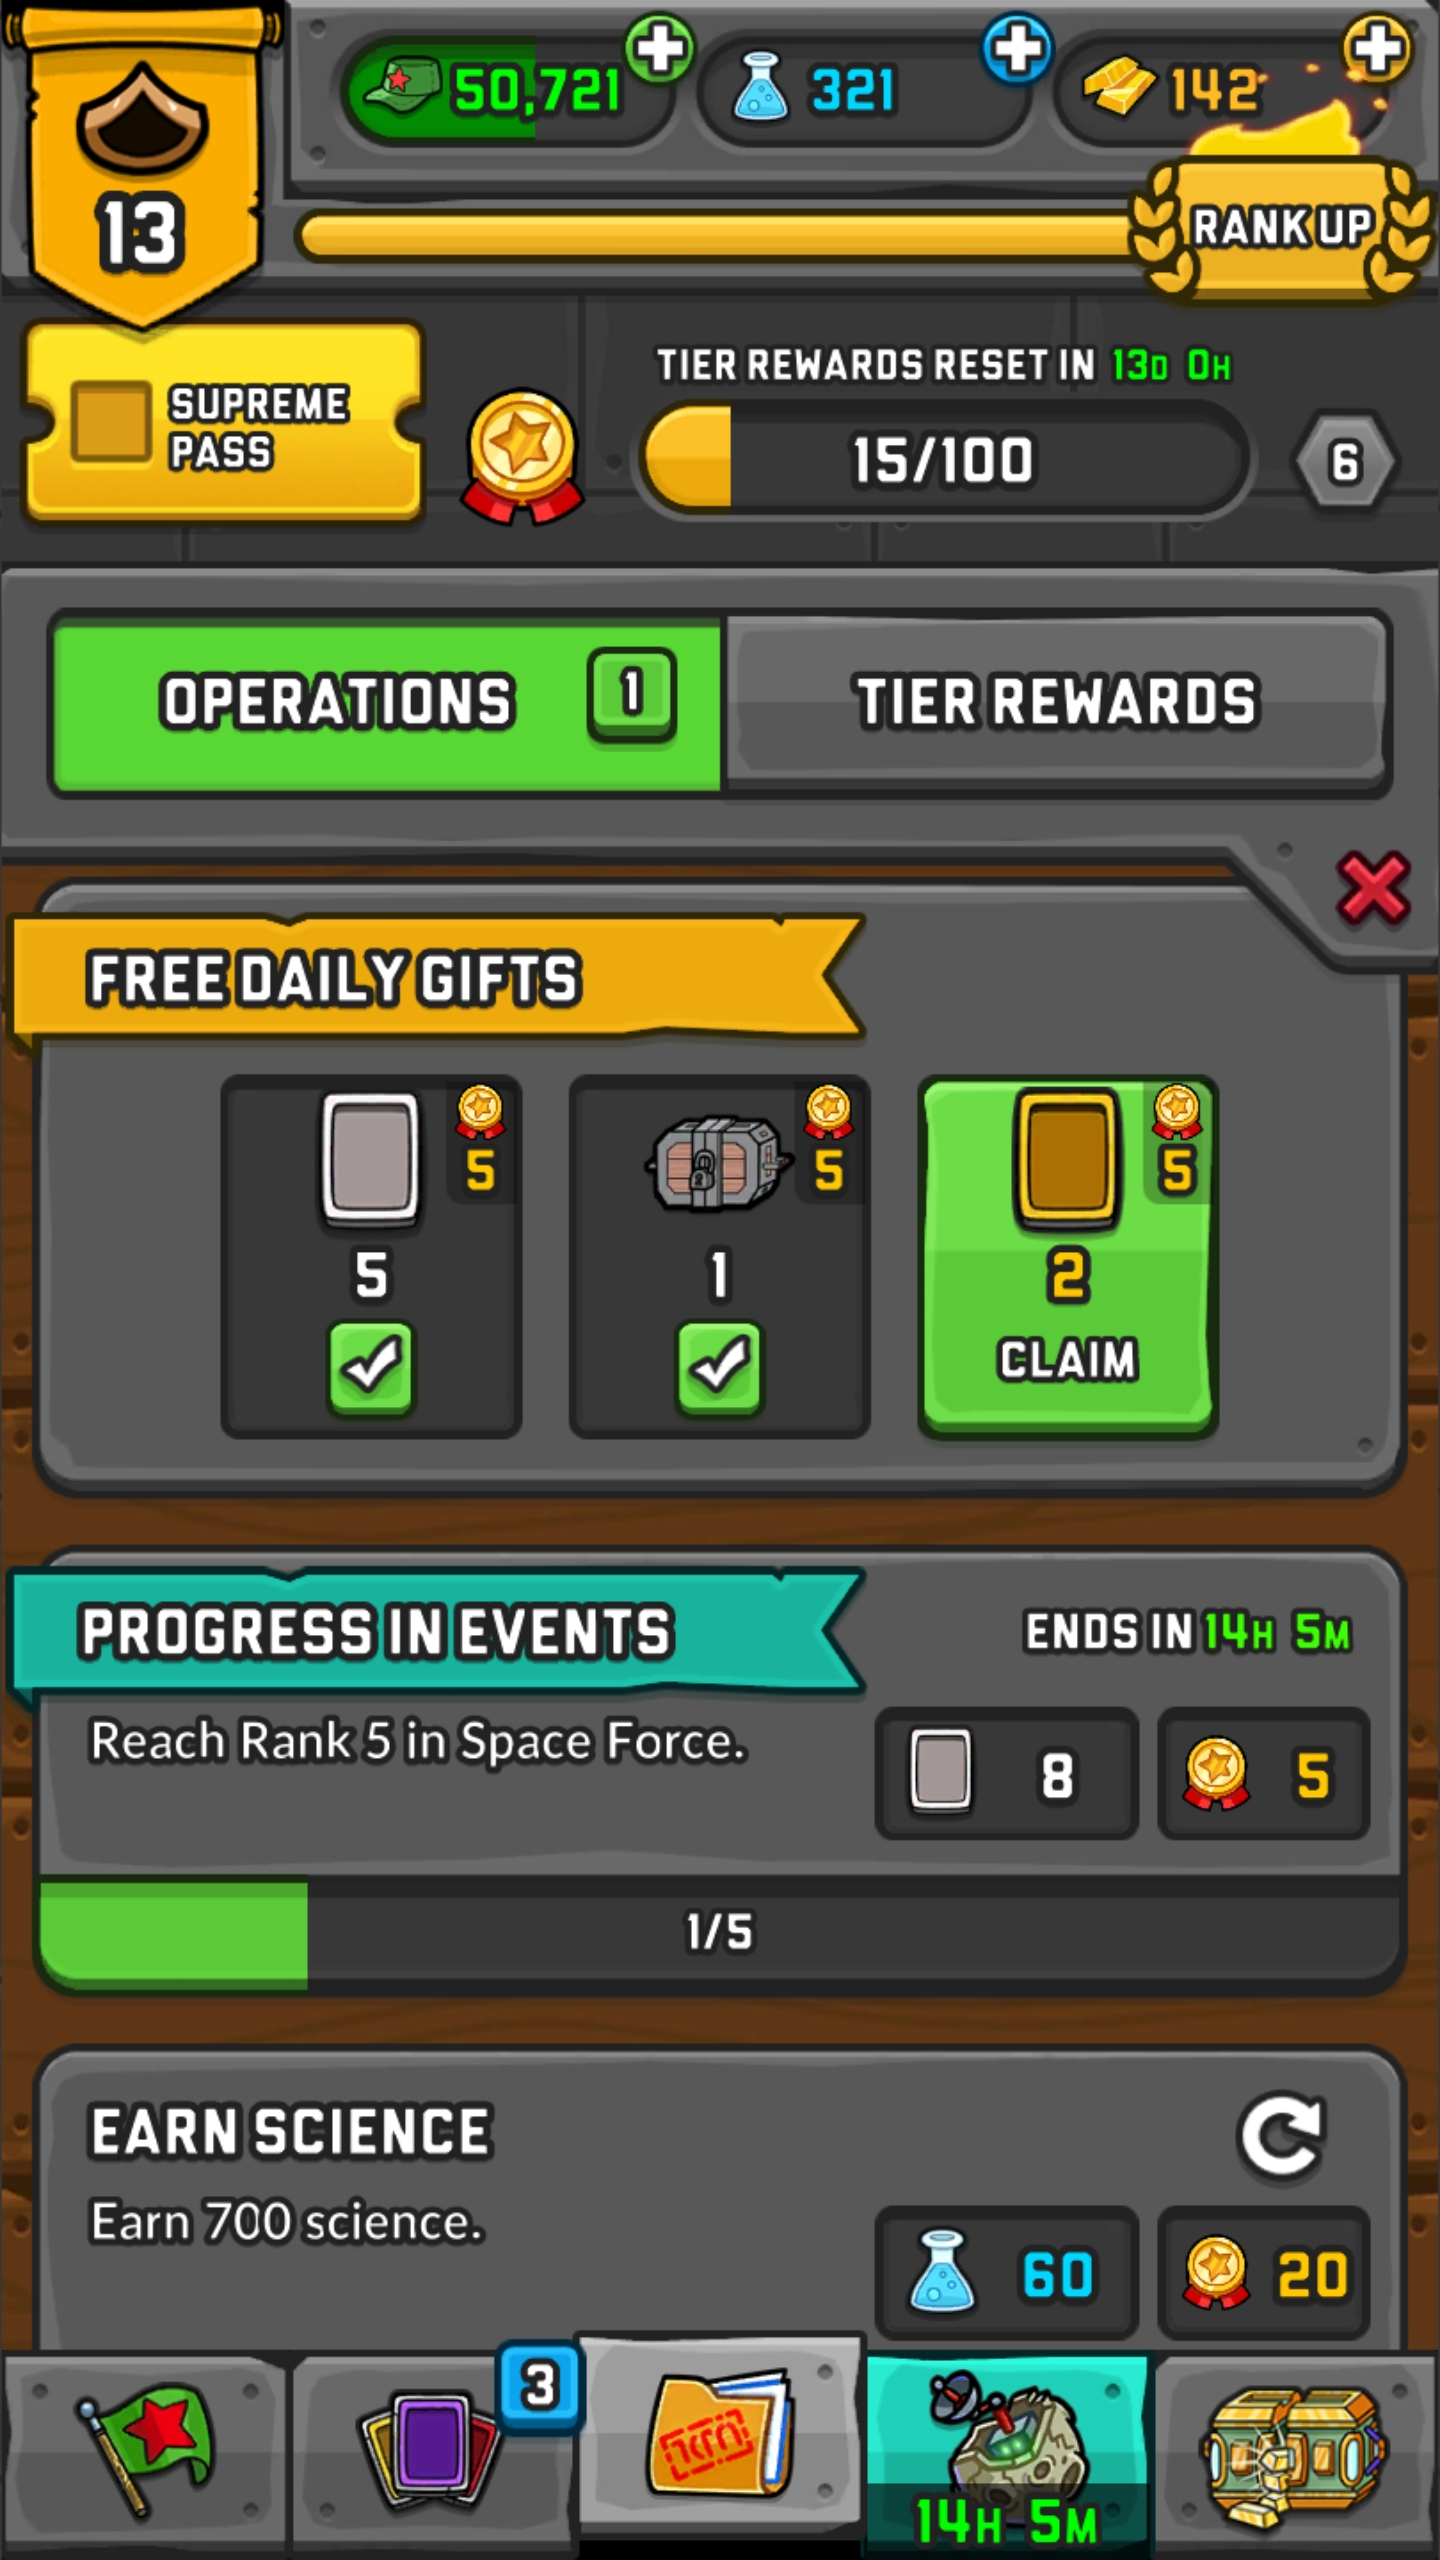 50,721
321
142
13
RANK UP
SUPREME
PASS
TIER REWARDS RESET IN 13D 0H
15/100
6
OPERATIONS
1
TIER REWARDS
FREE DAILY GIFTS
5
5
5
5
1
2
CLAIM
PROGRESS IN EVENTS
ENDS IN 14H 5M
Reach Rank 5 in Space Force.
8
5
1/5
EARN SCIENCE
Earn 700 science.
60
20
3
14H 5M